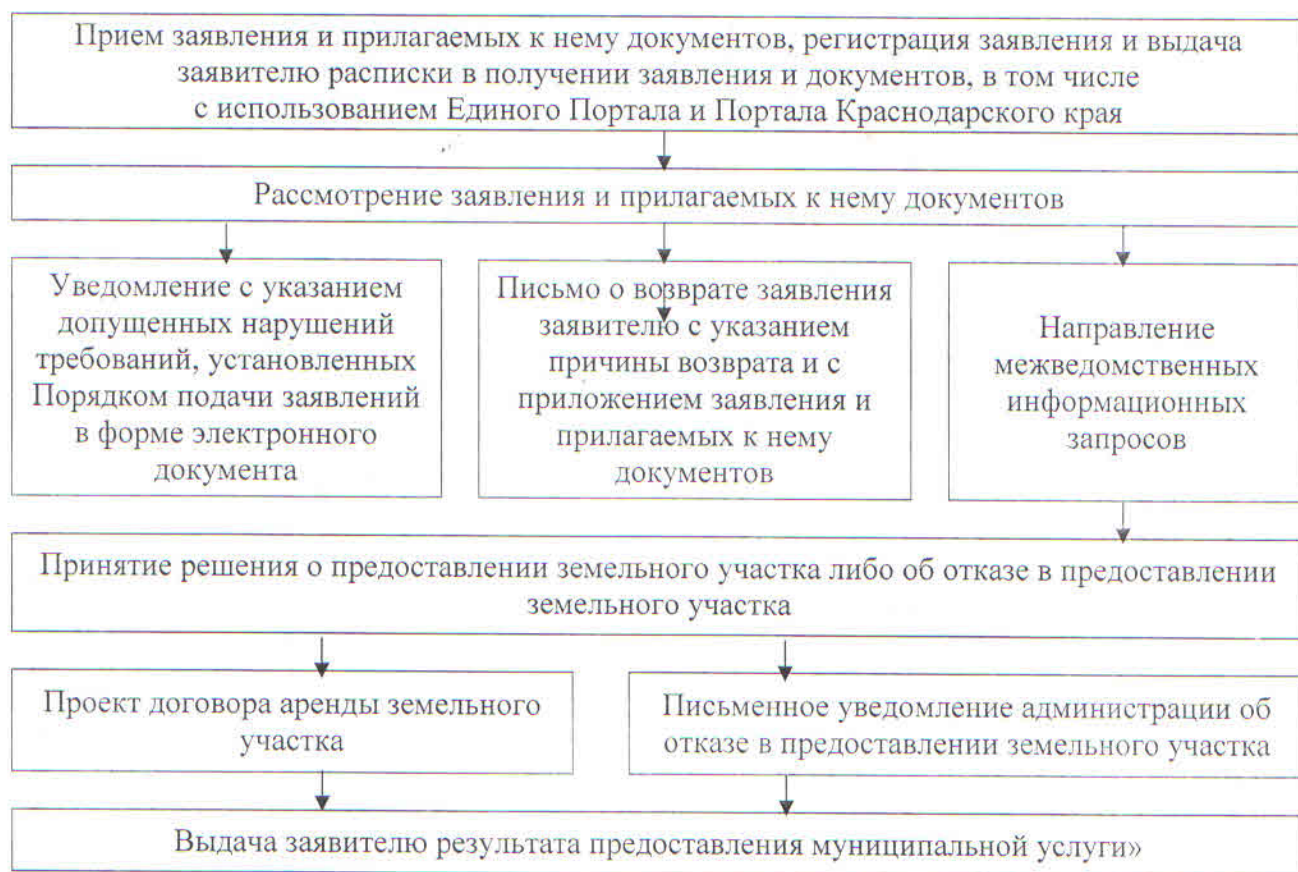 Прием заявления и прилагаемых к нему документов, регистрация заявления и выдача
заявителю расписки в получении заявления и документов, в том числе
с использованием Единого Портала и Портала Краснодарского края
Рассмотрение заявления и прилагаемых к нему документов
Уведомление с указанием
допущенных нарушений
требований, установленных
Порядком подачи заявлений
в форме электронного
документа
Письмо о возврате заявления
заявителю с указанием
причины возврата и с
приложением заявления и
прилагаемых к нему
документов
Направление
межведомственных
информационных
запросов
Принятие решения о предоставлении земельного участка либо об отказе в предоставлении
земельного участка
Проект договора аренды земельного
участка
Письменное уведомление администрации об
отказе в предоставлении земельного участка
Выдача заявителю результата предоставления муниципальной услуги»